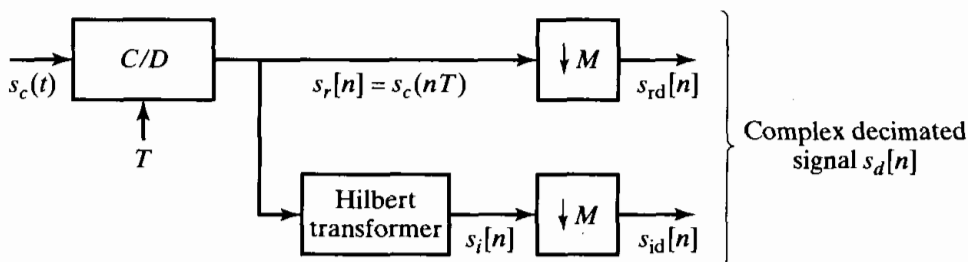 C/D
↓ M
s_c(t)
s_r[n] = s_c(nT)
s_rd[n]
T
Complex decimated
signal s_d[n]
Hilbert
transformer
↓ M
s_i[n]
s_id[n]